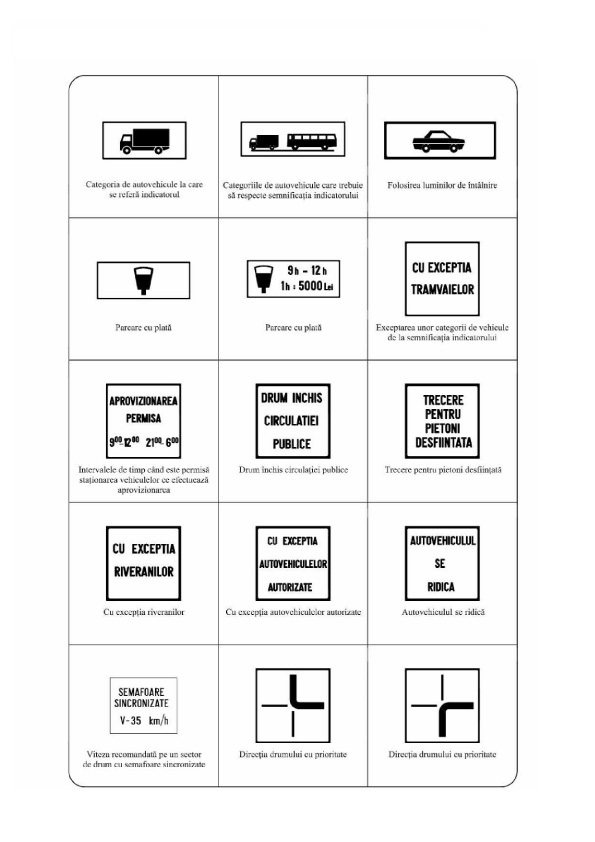 Categoria de autovehicule la care
se referă indicatorul
Categoriile de autovehicule care trebuie
să respecte semnificația indicatorului
Folosirea luminilor de întâlnire
Parcare cu plată
9h - 12h
1h = 5000 Lei
Parcare cu plată
CU EXCEPTIA
TRAMVAIELOR
Exceptarea unor categorii de vehicule
de la semnificația indicatorului
APROVIZIONAREA
PERMISA
9⁰⁰-12⁰⁰ 21⁰⁰-6⁰⁰
Intervalele de timp când este permisă
staționarea vehiculelor ce efectuează
aprovizionarea
DRUM INCHIS
CIRCULATIEI
PUBLICE
Drum închis circulației publice
TRECERE
PENTRU
PIETONI
DESFIINTATA
Trecere pentru pietoni desființată
CU EXCEPTIA
RIVERANILOR
Cu excepția riveranilor
CU EXCEPTIA
AUTOVEHICULELOR
AUTORIZATE
Cu excepția autovehiculelor autorizate
AUTOVEHICULUL
SE
RIDICA
Autovehiculul se ridică
SEMAFOARE
SINCRONIZATE
V-35 km/h
Viteza recomandată pe un sector
de drum cu semafoare sincronizate
Direcția drumului cu prioritate
Direcția drumului cu prioritate